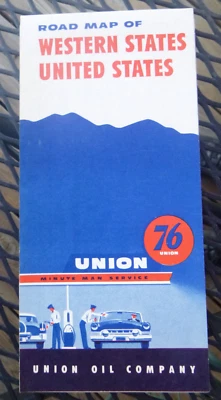 ROAD MAP OF
WESTERN STATES
UNITED STATES
76
UNION
UNION
MINUTE MAN SERVICE
UNION OIL COMPANY